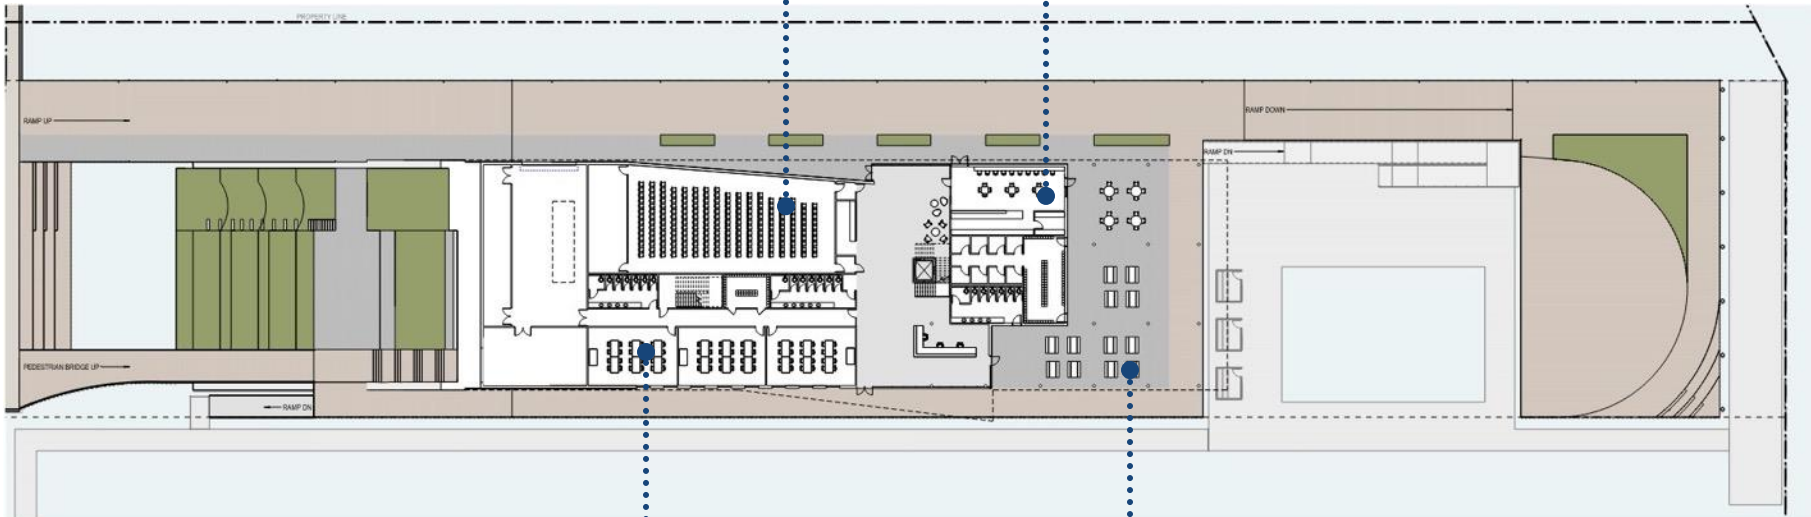 PROPERTY LINE
RAMP UP
RAMP DOWN
RAMP DN
PEDESTRIAN BRIDGE UP
RAMP DN